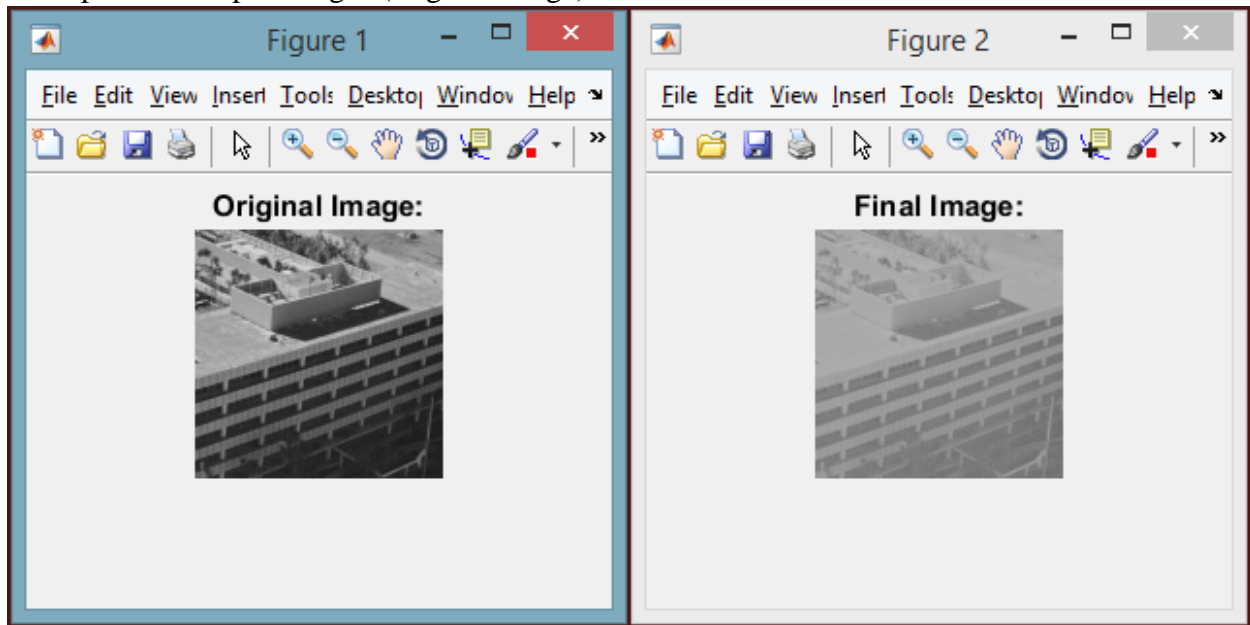 Figure 1
File Edit View Insert Tools Desktop Window Help
Original Image:
Figure 2
File Edit View Insert Tools Desktop Window Help
Final Image: